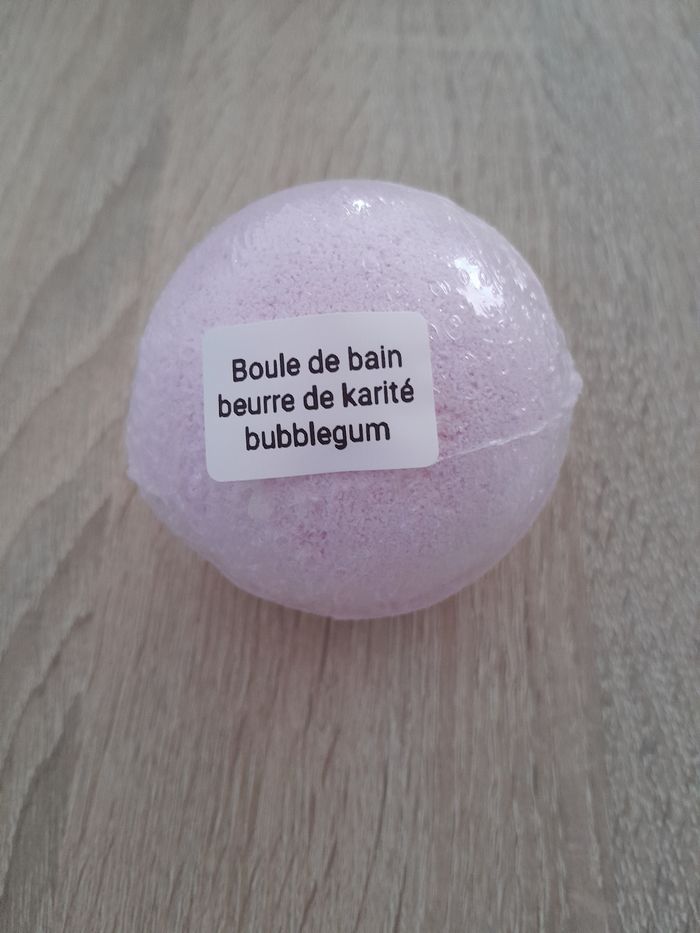 Boule de bain
beurre de karité
bubblegum